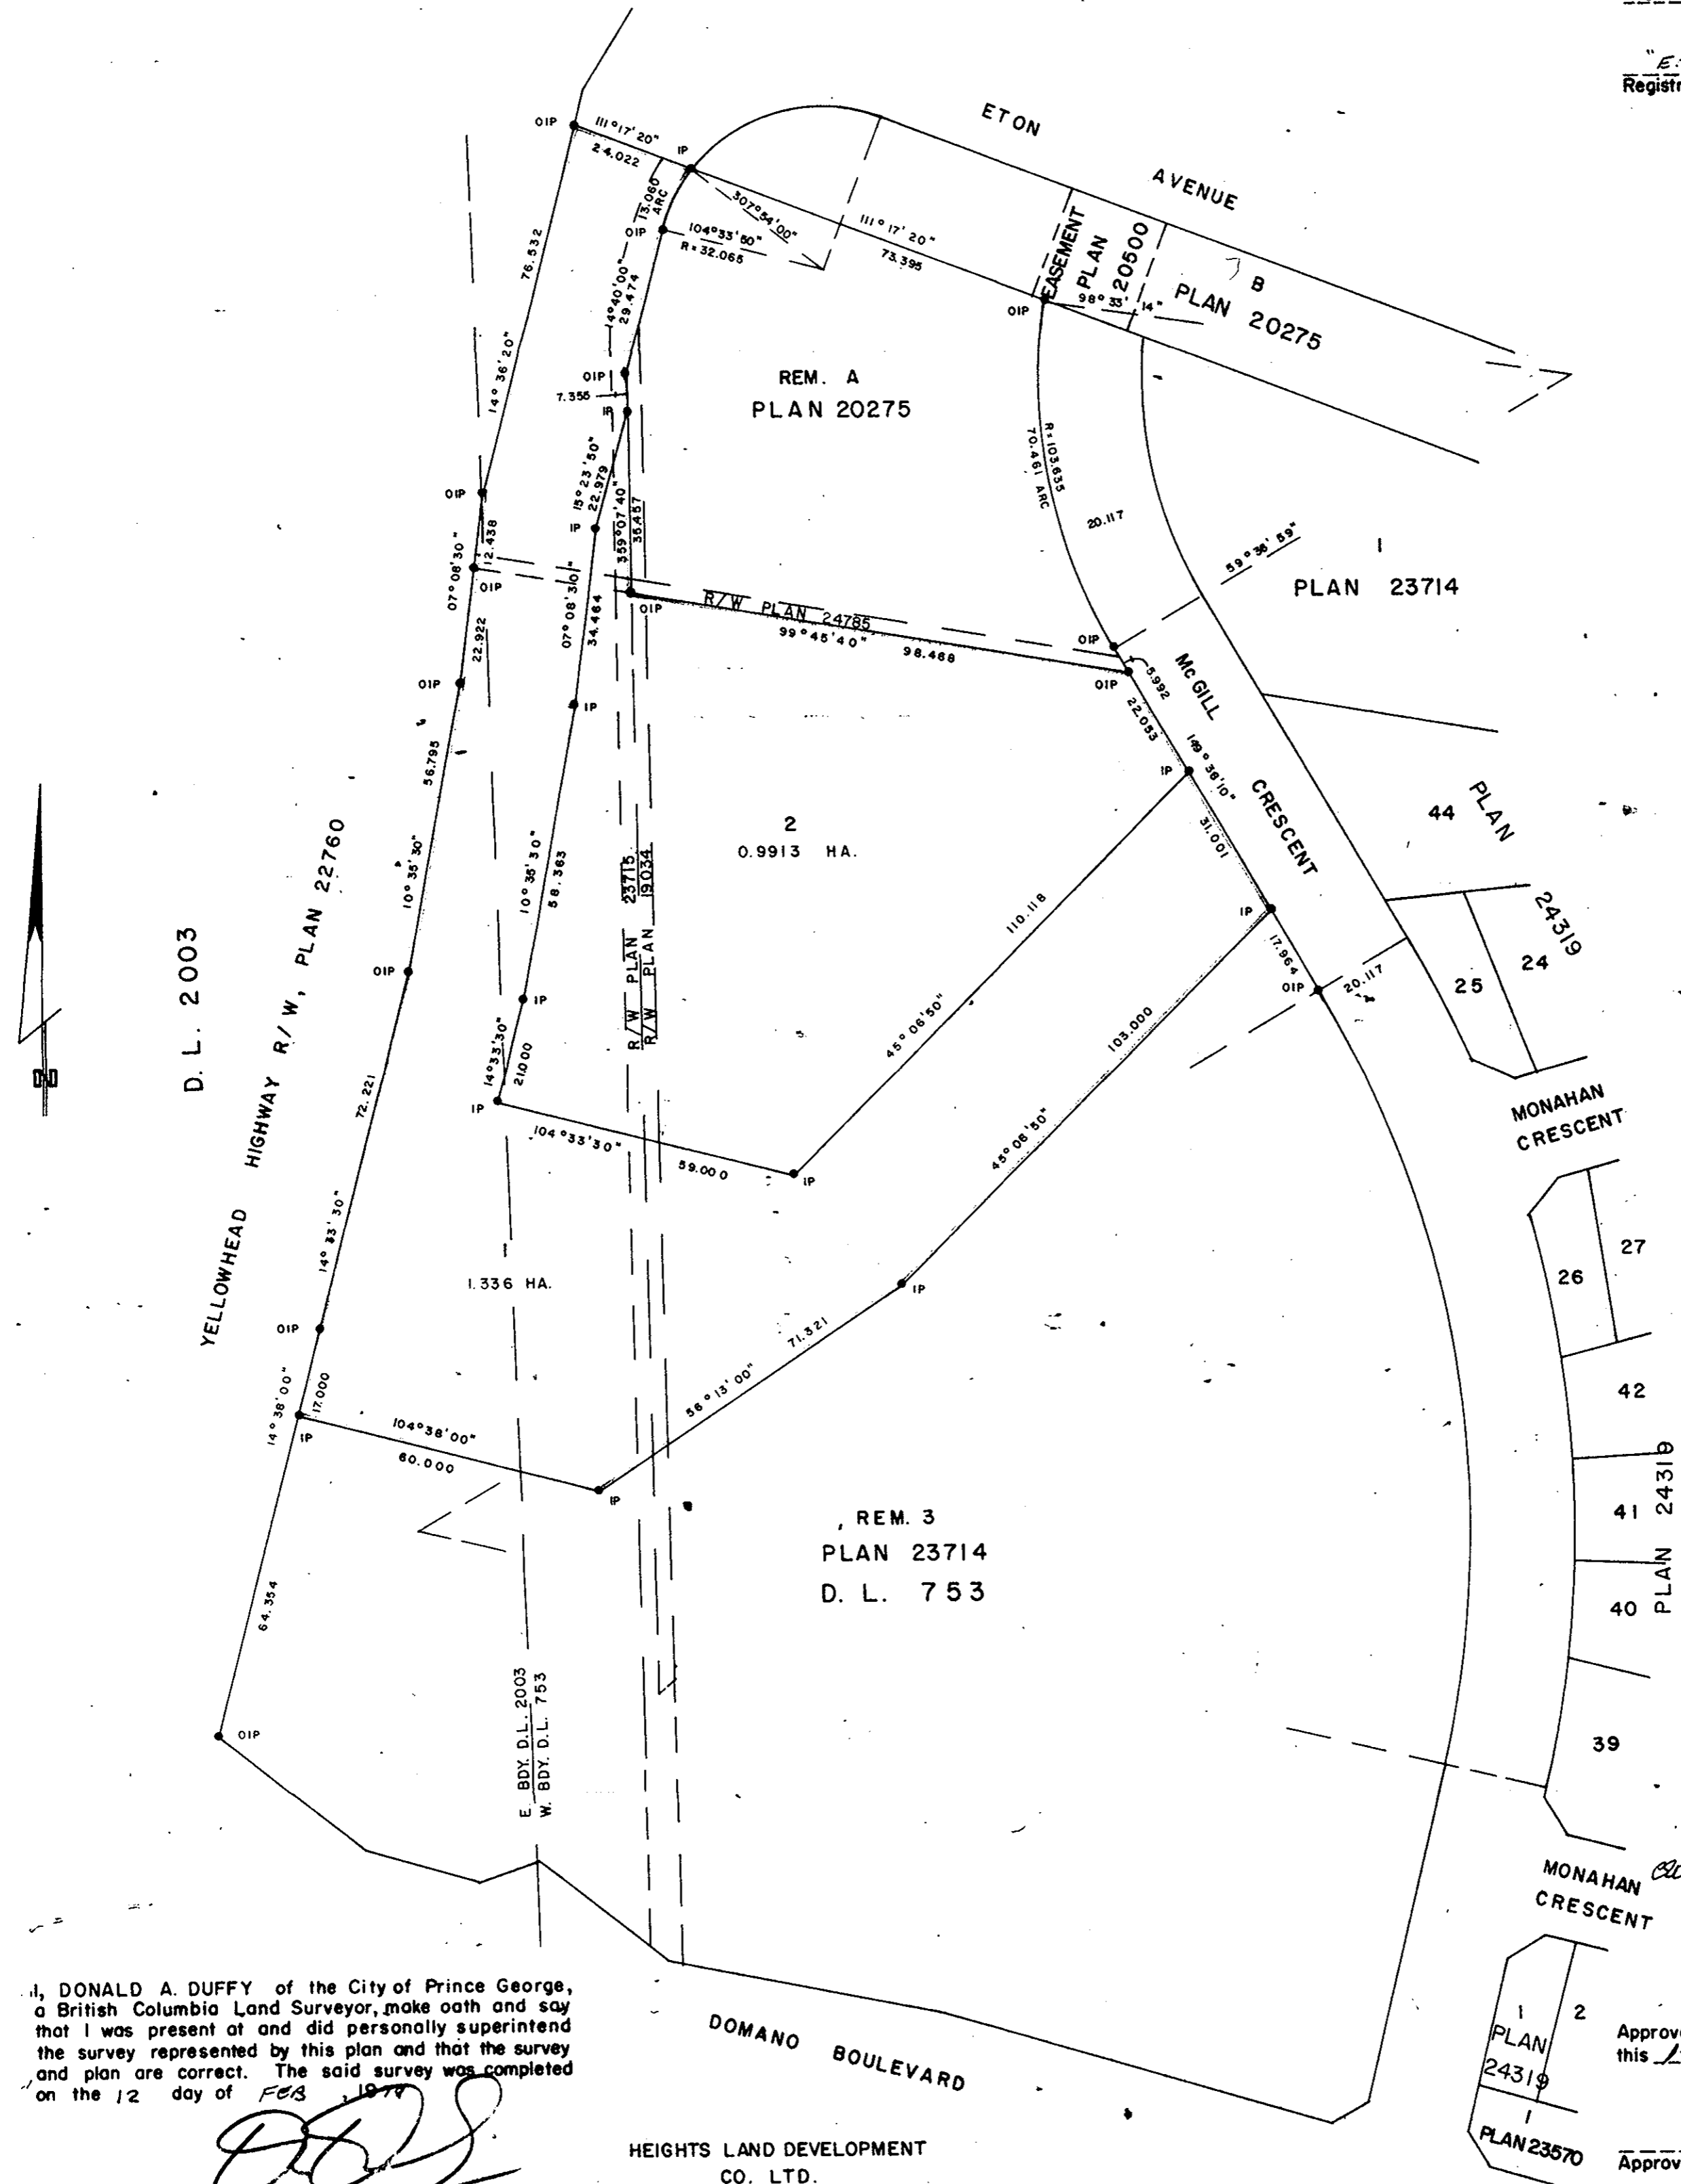 "E
Registr
ETON
AVENUE
OIP
111°17'20"
24.022
IP
13.060
ARC
307°54'00"
OIP
104°33'50"
R=32.065
111°17'20"
73.395
EASEMENT
PLAN
20500
B
PLAN 20275
98°33'14"
OIP
76.532
14°36'20"
14°40'00"
29.474
OIP
7.355
IP
REM. A
PLAN 20275
R=103.635
70.461 ARC
20.117
59°38'59"
1
PLAN 23714
15°23'50"
22.979
IP
359°07'40"
35.457
OIP
12.438
07°08'30"
OIP
22.922
07°08'30"
34.464
OIP
R/W PLAN 24785
99°45'40"
98.468
OIP
OIP
5.992
McGILL
CRESCENT
22.053
149°38'10"
IP
31.001
OIP
IP
56.795
10°35'30"
10°35'30"
58.363
2
0.9913 HA.
44
PLAN
24319
24
25
IP
17.964
OIP
20.117
D. L. 2003
YELLOWHEAD HIGHWAY R/W, PLAN 22760
R/W PLAN 23715
R/W PLAN 19034
OIP
IP
14°33'30"
21.000
IP
104°33'30"
59.000
IP
110.118
45°06'50"
103.000
45°08'50"
MONAHAN
CRESCENT
72.221
14°33'30"
1.336 HA.
IP
27
26
OIP
14°38'00"
17.000
IP
104°38'00"
60.000
IP
71.321
56°13'00"
42
41
40
39
PLAN 24319
REM. 3
PLAN 23714
D. L. 753
64.354
OIP
E. BDY. D.L. 2003
W. BDY. D.L. 753
N
MONAHAN
CRESCENT
DOMANO BOULEVARD
1
PLAN
24319
2
1
PLAN 23570
Approv
this
Approv
I, DONALD A. DUFFY of the City of Prince George,
a British Columbia Land Surveyor, make oath and say
that I was present at and did personally superintend
the survey represented by this plan and that the survey
and plan are correct. The said survey was completed
on the 12 day of FEB
HEIGHTS LAND DEVELOPMENT
CO. LTD.